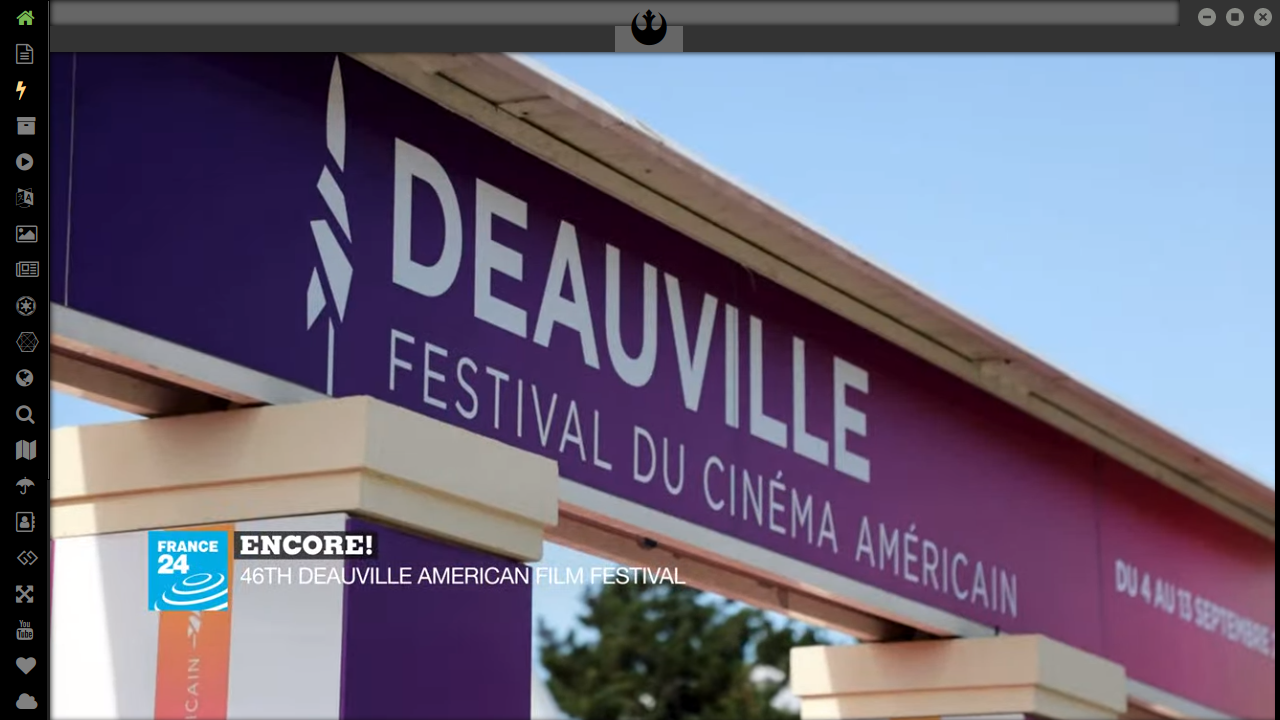 DEAUVILLE
FESTIVAL DU CINÉMA AMÉRICAIN
DU 4 AU 13 SEPTEMBRE
FRANCE
24
ENCORE!
46TH DEAUVILLE AMERICAN FILM FESTIVAL
ICAIN
You
Tube